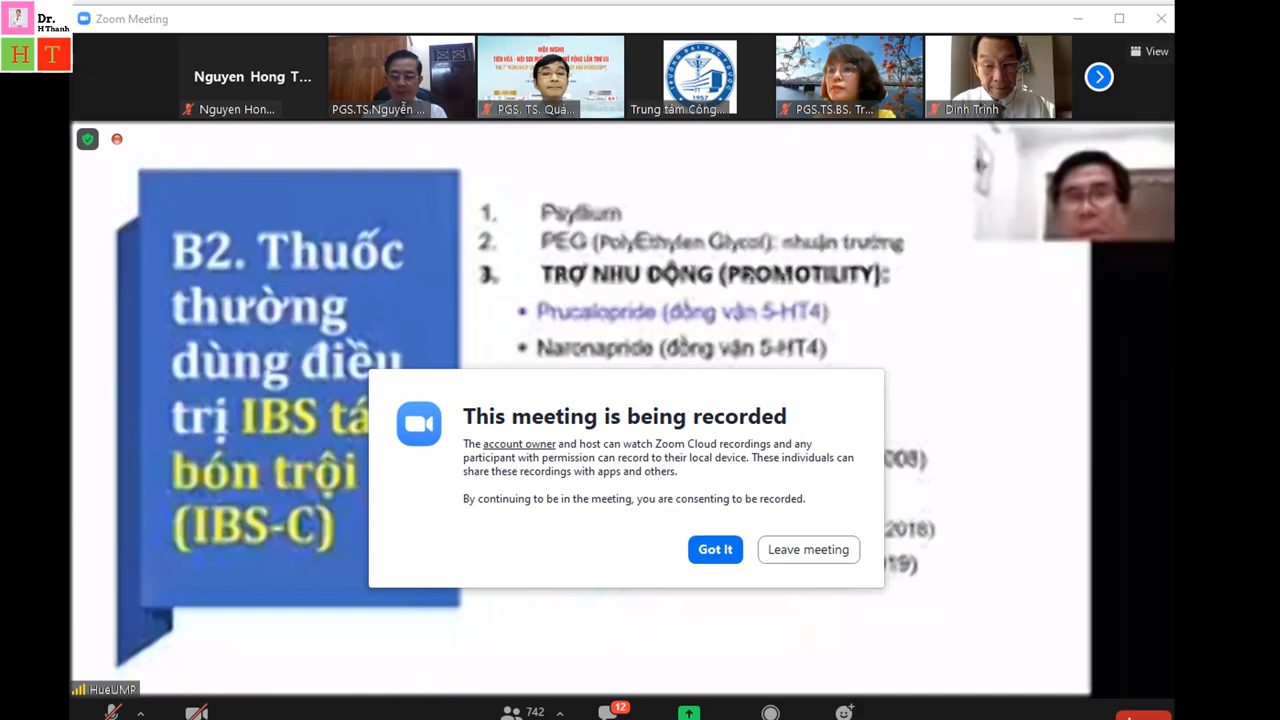 Dr.
H Thanh
H T
Zoom Meeting
HỘI NGHỊ
Nguyen Hong T...
View
Nguyen Hon...
PGS.TS.Nguyễn ...
PGS. TS. Quá...
Trung tâm Công...
PGS.TS.BS. Tr...
Dinh Trinh
1957
B2. Thuốc
thường
dùng điều
trị IBS tá
bón trội
(IBS-C)
1. Psyllium
2. PEG (PolyEthylen Glycol): nhuận trường
3. TRỢ NHU ĐỘNG (PROMOTILITY):
• Prucalopride (đồng vận 5-HT4)
• Naronapride (đồng vận 5-HT4)
008)
2018)
19)
This meeting is being recorded
The account owner and host can watch Zoom Cloud recordings and any
participant with permission can record to their local device. These individuals can
share these recordings with apps and others.
By continuing to be in the meeting, you are consenting to be recorded.
Got It
Leave meeting
HueUMP
742
12